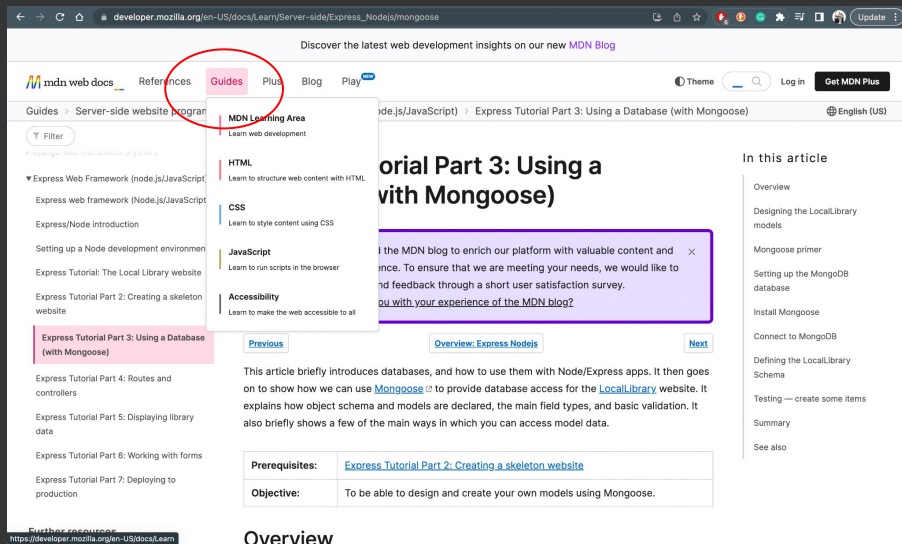 developer.mozilla.org/en-US/docs/Learn/Server-side/Express_Nodejs/mongoose
Update
Discover the latest web development insights on our new MDN Blog
mdn web docs_
References
Guides
Plus
Blog
Play NEW
Theme
Log in
Get MDN Plus
Guides > Server-side website program
ode.js/JavaScript) > Express Tutorial Part 3: Using a Database (with Mongoose)
English (US)
Filter
Express Web Framework (node.js/JavaScript)
Express web framework (Node.js/JavaScript
Express/Node introduction
Setting up a Node development environmen
Express Tutorial: The Local Library website
Express Tutorial Part 2: Creating a skeleton
website
Express Tutorial Part 3: Using a Database
(with Mongoose)
Express Tutorial Part 4: Routes and
controllers
Express Tutorial Part 5: Displaying library
data
Express Tutorial Part 6: Working with forms
Express Tutorial Part 7: Deploying to
production
Further resources
https://developer.mozilla.org/en-US/docs/Learn
MDN Learning Area
Learn web development
HTML
Learn to structure web content with HTML
CSS
Learn to style content using CSS
JavaScript
Learn to run scripts in the browser
Accessibility
Learn to make the web accessible to all
orial Part 3: Using a
with Mongoose)
d the MDN blog to enrich our platform with valuable content and
ence. To ensure that we are meeting your needs, we would like to
nd feedback through a short user satisfaction survey.
ou with your experience of the MDN blog?
Previous
Overview: Express Nodejs
Next
This article briefly introduces databases, and how to use them with Node/Express apps. It then goes
on to show how we can use Mongoose to provide database access for the LocalLibrary website. It
explains how object schema and models are declared, the main field types, and basic validation. It
also briefly shows a few of the main ways in which you can access model data.
Prerequisites: Express Tutorial Part 2: Creating a skeleton website
Objective: To be able to design and create your own models using Mongoose.
Overview
In this article
Overview
Designing the LocalLibrary
models
Mongoose primer
Setting up the MongoDB
database
Install Mongoose
Connect to MongoDB
Defining the LocalLibrary
Schema
Testing — create some items
Summary
See also